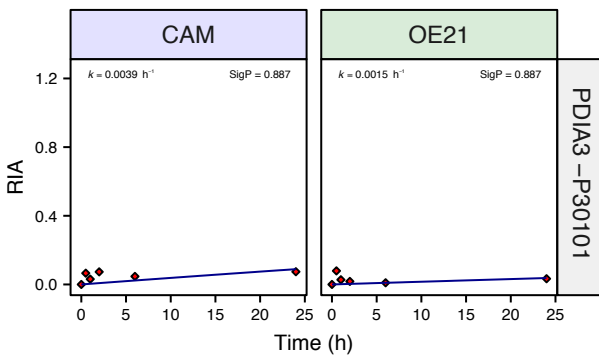 CAM
OE21
k = 0.0039 h⁻¹
SigP = 0.887
k = 0.0015 h⁻¹
SigP = 0.887
1.2
0.8
0.4
0.0
RIA
0 5 10 15 20 25
0 5 10 15 20 25
Time (h)
PDIA3 –P30101